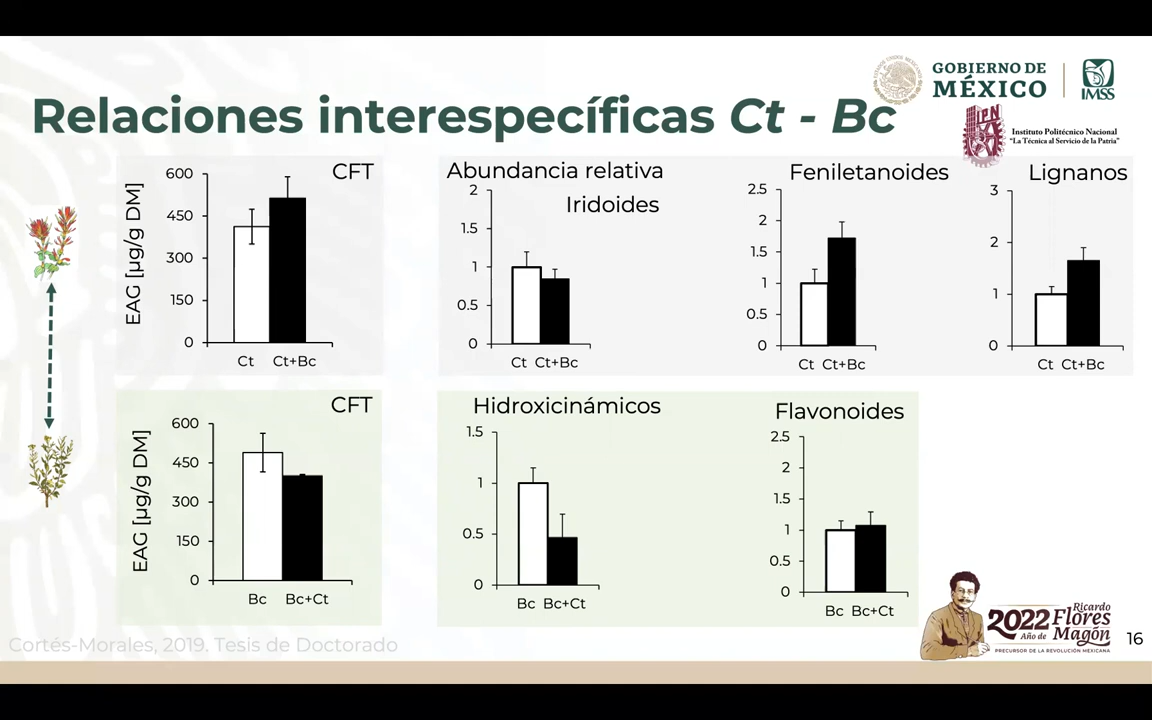 GOBIERNO DE
MÉXICO
IMSS
Relaciones interespecíficas Ct - Bc
IPN
Instituto Politécnico Nacional
"La Técnica al Servicio de la Patria"
CFT
EAG [µg/g DM)
600
450
300
150
0
Ct Ct+Bc
Abundancia relativa
Iridoides
2
1.5
1
0.5
0
Ct Ct+Bc
Feniletanoides
2.5
2
1.5
1
0.5
0
Ct Ct+Bc
Lignanos
3
2
1
0
Ct Ct+Bc
CFT
EAG [µg/g DM)
600
450
300
150
0
Bc Bc+Ct
Hidroxicinámicos
1.5
1
0.5
0
Bc Bc+Ct
Flavonoides
2.5
2
1.5
1
0.5
0
Bc Bc+Ct
Cortés-Morales, 2019. Tesis de Doctorado
2022 Ricardo
Flores
Año de Magón
PRECURSOR DE LA REVOLUCIÓN MEXICANA
16